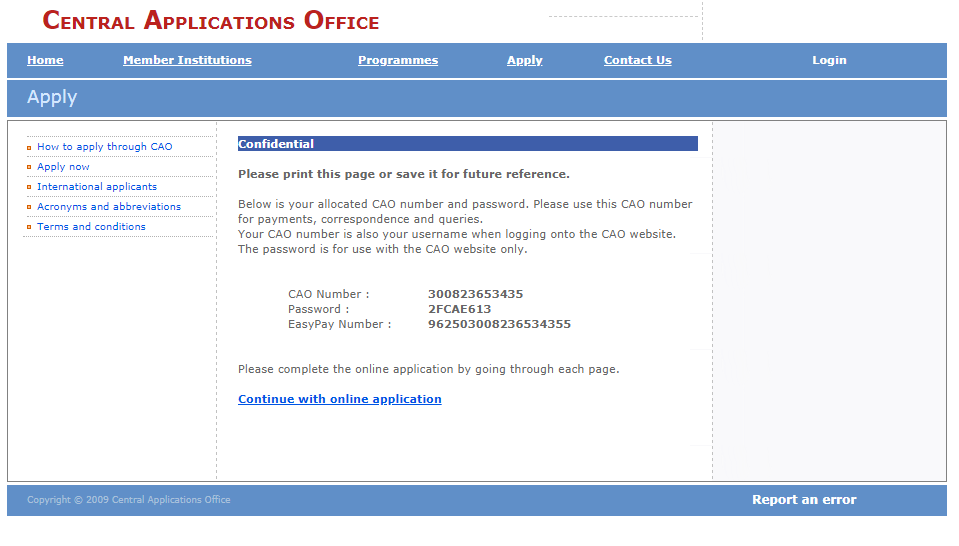 Central Applications Office
Home Member Institutions Programmes Apply Contact Us Login
Apply
How to apply through CAO
Apply now
International applicants
Acronyms and abbreviations
Terms and conditions
Confidential
Please print this page or save it for future reference.
Below is your allocated CAO number and password. Please use this CAO number
for payments, correspondence and queries.
Your CAO number is also your username when logging onto the CAO website.
The password is for use with the CAO website only.
CAO Number : 300823653435
Password : 2FCAE613
EasyPay Number : 962503008236534355
Please complete the online application by going through each page.
Continue with online application
Copyright © 2009 Central Applications Office
Report an error